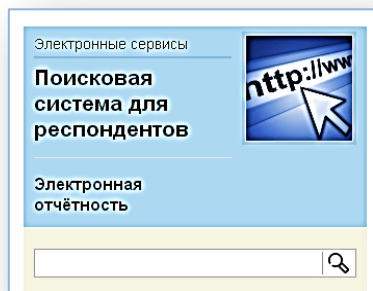 Электронные сервисы
Поисковая
система для
респондентов
http://ww
Электронная
отчётность